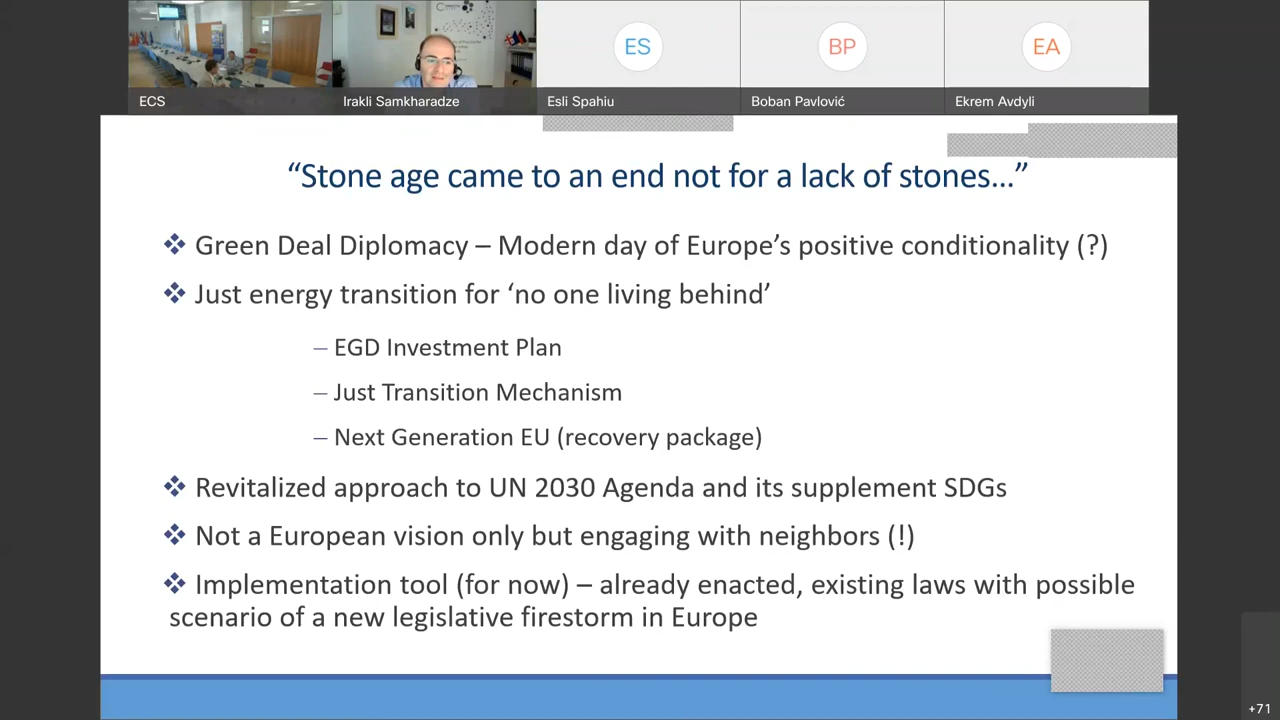 ES
BP
EA
ECS
Irakli Samkharadze
Esli Spahiu
Boban Pavlović
Ekrem Avdyli
“Stone age came to an end not for a lack of stones…”
❖ Green Deal Diplomacy – Modern day of Europe’s positive conditionality (?)
❖ Just energy transition for ‘no one living behind’
– EGD Investment Plan
– Just Transition Mechanism
– Next Generation EU (recovery package)
❖ Revitalized approach to UN 2030 Agenda and its supplement SDGs
❖ Not a European vision only but engaging with neighbors (!)
❖ Implementation tool (for now) – already enacted, existing laws with possible
scenario of a new legislative firestorm in Europe
+71